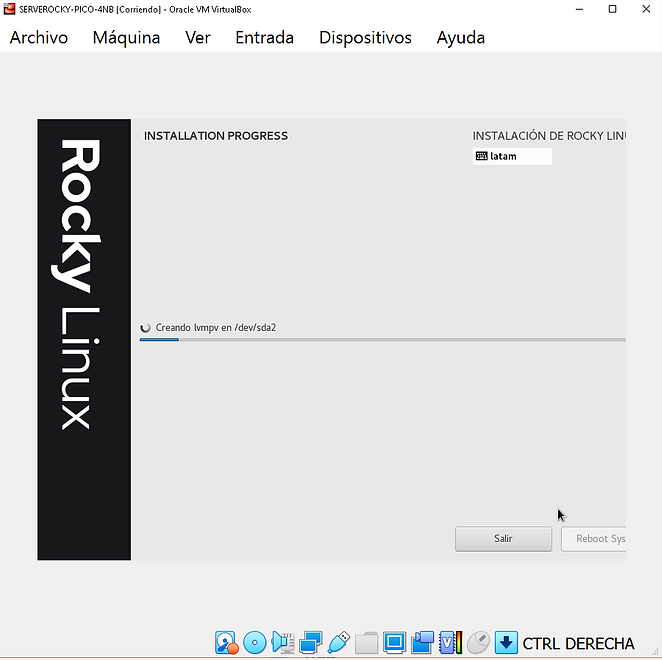 SERVEROCKY-PICO-4NB [Corriendo] - Oracle VM VirtualBox
Archivo Máquina Ver Entrada Dispositivos Ayuda
Rocky Linux
INSTALLATION PROGRESS
INSTALACIÓN DE ROCKY LINU
latam
Creando lvmpv en /dev/sda2
Salir
Reboot Sys
CTRL DERECHA